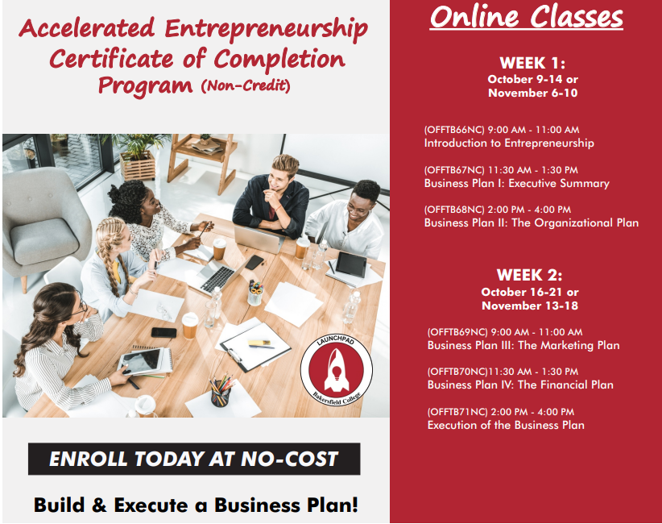 Accelerated Entrepreneurship
Certificate of Completion
Program (Non-Credit)
LAUNCHPAD
Bakersfield College
ENROLL TODAY AT NO-COST
Build & Execute a Business Plan!
Online Classes
WEEK 1:
October 9-14 or
November 6-10
(OFFTB66NC) 9:00 AM - 11:00 AM
Introduction to Entrepreneurship
(OFFTB67NC) 11:30 AM - 1:30 PM
Business Plan I: Executive Summary
(OFFTB68NC) 2:00 PM - 4:00 PM
Business Plan II: The Organizational Plan
WEEK 2:
October 16-21 or
November 13-18
(OFFTB69NC) 9:00 AM - 11:00 AM
Business Plan III: The Marketing Plan
(OFFTB70NC)11:30 AM - 1:30 PM
Business Plan IV: The Financial Plan
(OFFTB71NC) 2:00 PM - 4:00 PM
Execution of the Business Plan